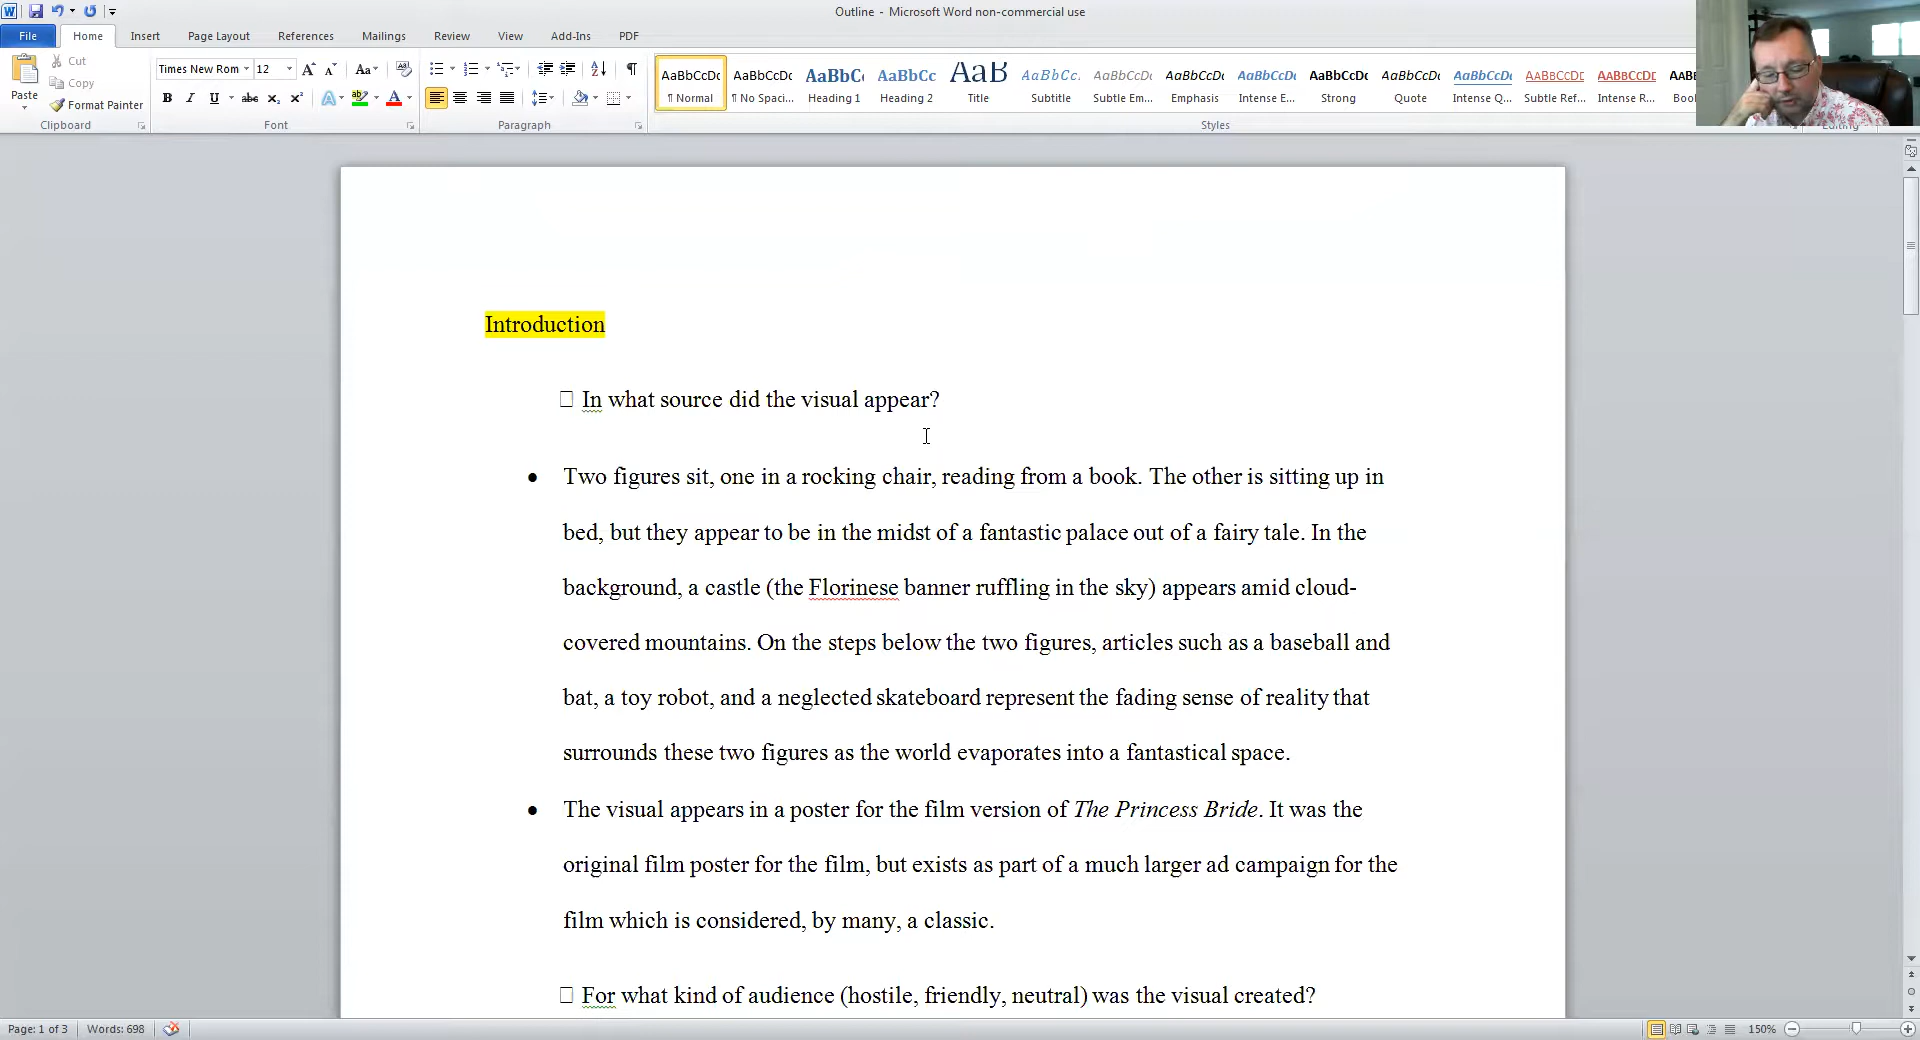 Outline - Microsoft Word non-commercial use
File Home Insert Page Layout References Mailings Review View Add-Ins PDF
Paste
Cut
Copy
Format Painter
Clipboard
Times New Rom 12
Font
Paragraph
AaBbCcDc AaBbCcDc AaBbCc AaBbCc AaB AaBbCc. AaBbCcDc AaBbCcDc AaBbCcDc AaBbCcDc AaBbCcDc AaBbCcDc AABBCCDD AABBCCDD AABB
¶ Normal ¶ No Spaci... Heading 1 Heading 2 Title Subtitle Subtle Em... Emphasis Intense E... Strong Quote Intense Q... Subtle Ref... Intense R... Boo
Styles
Editing
Introduction
□ In what source did the visual appear?
• Two figures sit, one in a rocking chair, reading from a book. The other is sitting up in
bed, but they appear to be in the midst of a fantastic palace out of a fairy tale. In the
background, a castle (the Florinese banner ruffling in the sky) appears amid cloud-
covered mountains. On the steps below the two figures, articles such as a baseball and
bat, a toy robot, and a neglected skateboard represent the fading sense of reality that
surrounds these two figures as the world evaporates into a fantastical space.
• The visual appears in a poster for the film version of The Princess Bride. It was the
original film poster for the film, but exists as part of a much larger ad campaign for the
film which is considered, by many, a classic.
□ For what kind of audience (hostile, friendly, neutral) was the visual created?
Page: 1 of 3 Words: 698 150%